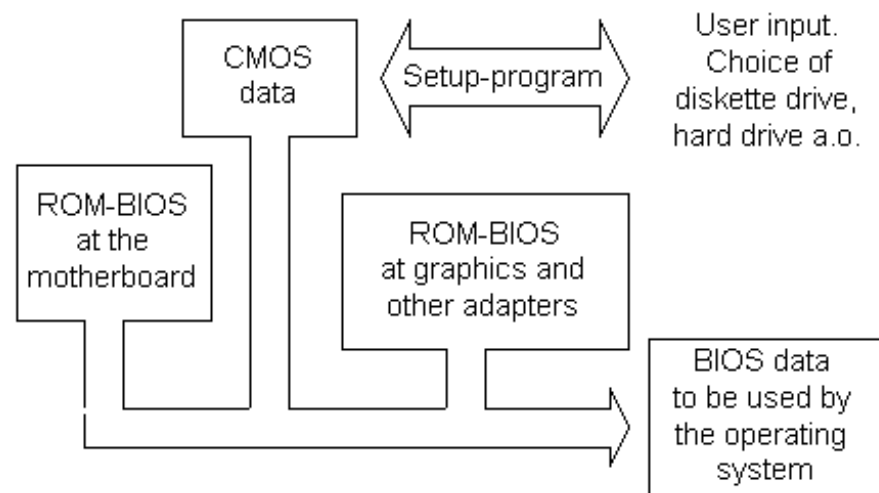 CMOS
data
Setup-program
User input.
Choice of
diskette drive,
hard drive a.o.
ROM-BIOS
at the
motherboard
ROM-BIOS
at graphics and
other adapters
BIOS data
to be used by
the operating
system